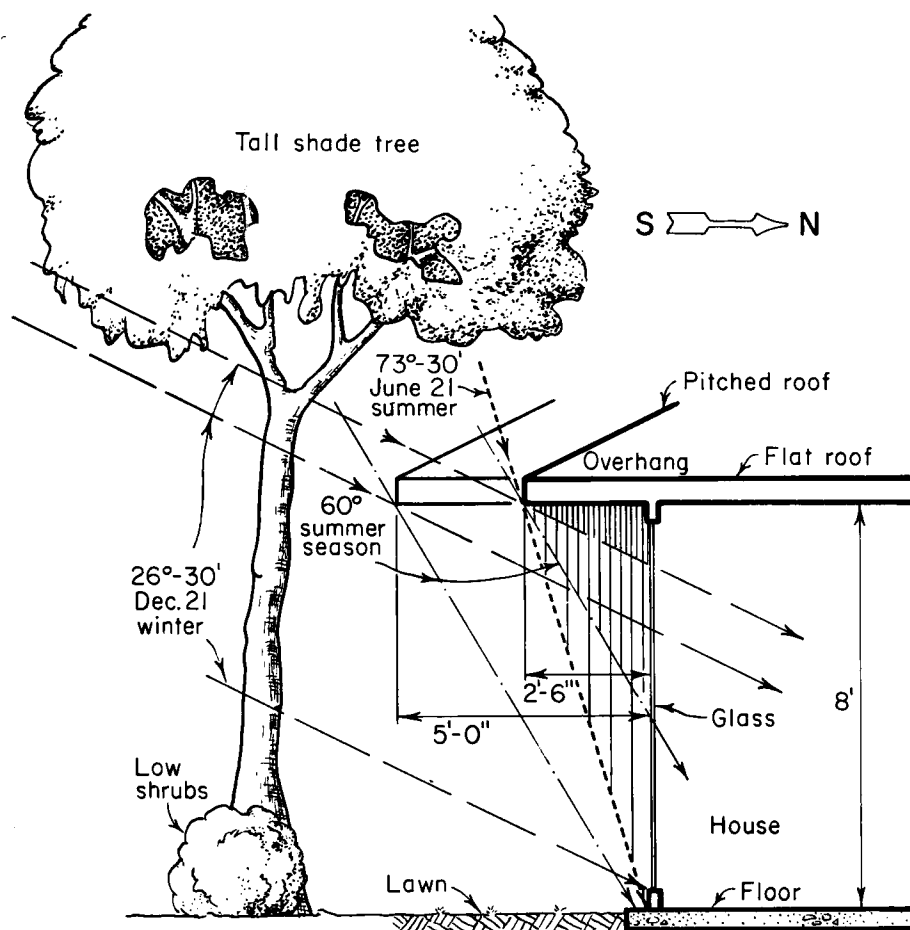 Tall shade tree
S
N
73°-30'
June 21
summer
Pitched roof
Overhang
Flat roof
60°
summer
season
26°-30'
Dec. 21
winter
2'-6"
8'
5'-0"
Glass
Low
shrubs
House
Lawn
Floor